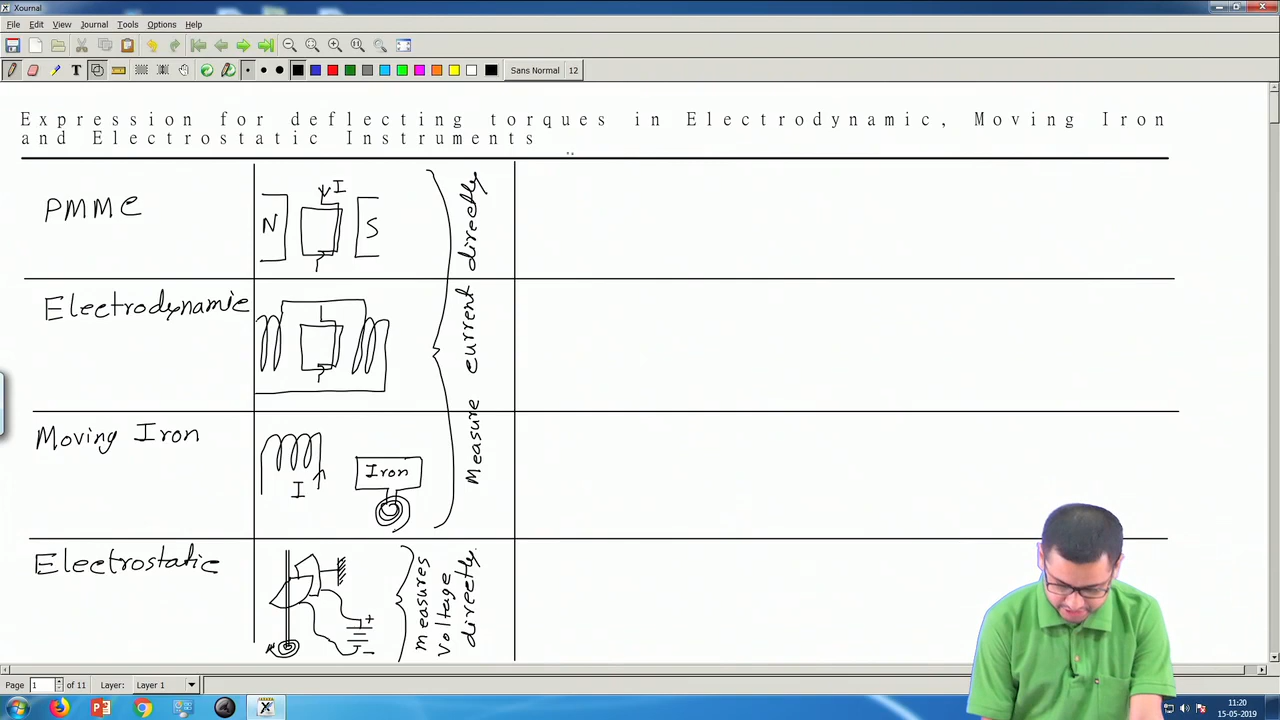 Xournal
File Edit View Journal Tools Options Help
Sans Normal 12
Expression for deflecting torques in Electrodynamic, Moving Iron
and Electrostatic Instruments
PMMC
I
N
S
Electrodynamic
Moving Iron
I
Iron
Measure current directly
Electrostatic
+
-
measures
voltage
directly.
Page 1 of 11 Layer: Layer 1
11:20
15-05-2019